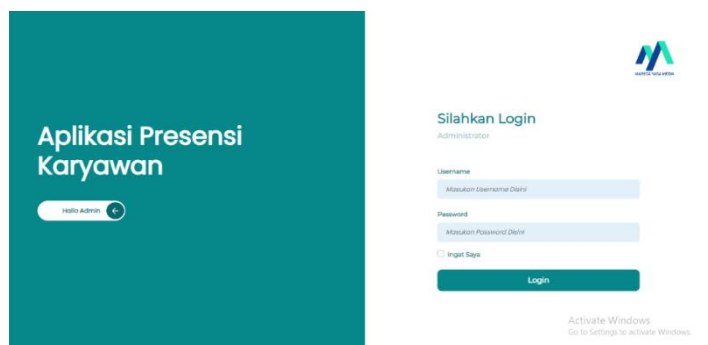 Aplikasi Presensi
Karyawan
Hallo Admin
Silahkan Login
Administrator
Username
Masukan Username Disini
Password
Masukan Password Disini
Ingat Saya
Login
Activate Windows
Go to Settings to activate Windows.